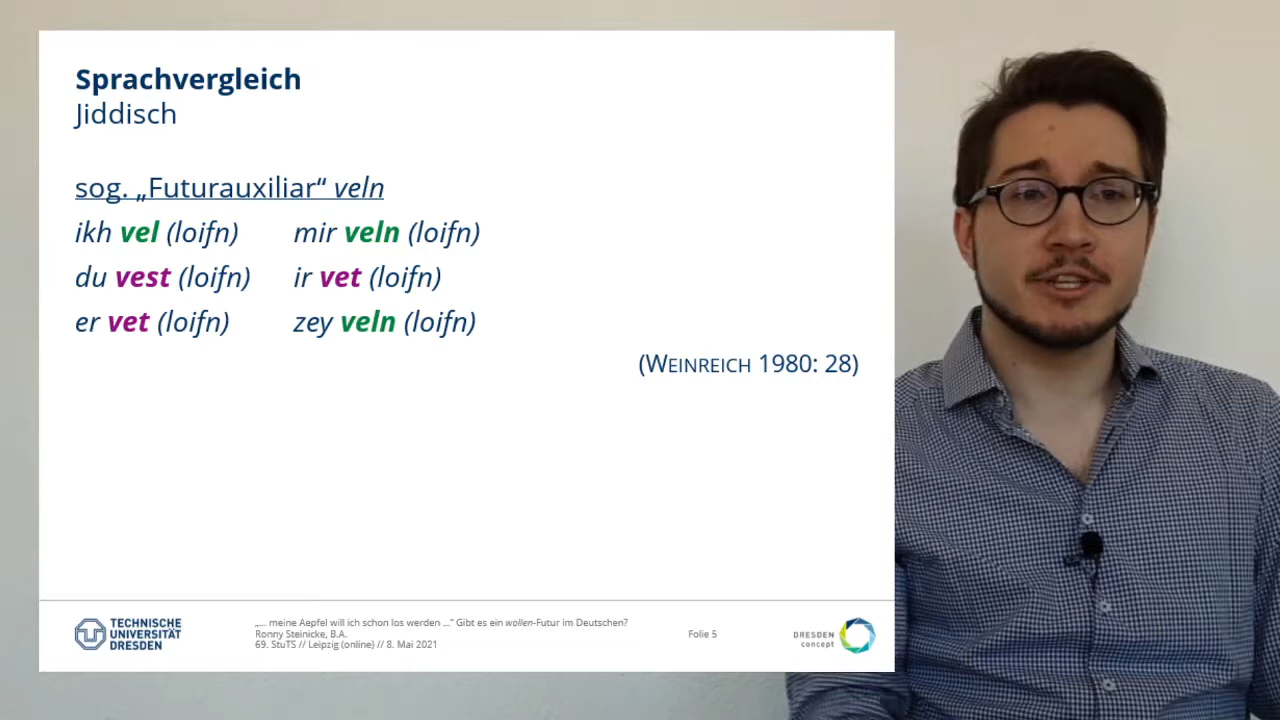 Sprachvergleich
Jiddisch
sog. „Futurauxiliar“ veln
ikh vel (loifn) mir veln (loifn)
du vest (loifn) ir vet (loifn)
er vet (loifn) zey veln (loifn)
(WEINREICH 1980: 28)
TECHNISCHE
UNIVERSITÄT
DRESDEN
„... meine Aepfel will ich schon los werden ...“ Gibt es ein wollen-Futur im Deutschen?
Ronny Steinicke, B.A.
69. StuTS // Leipzig (online) // 8. Mai 2021
Folie 5
DRESDEN
concept